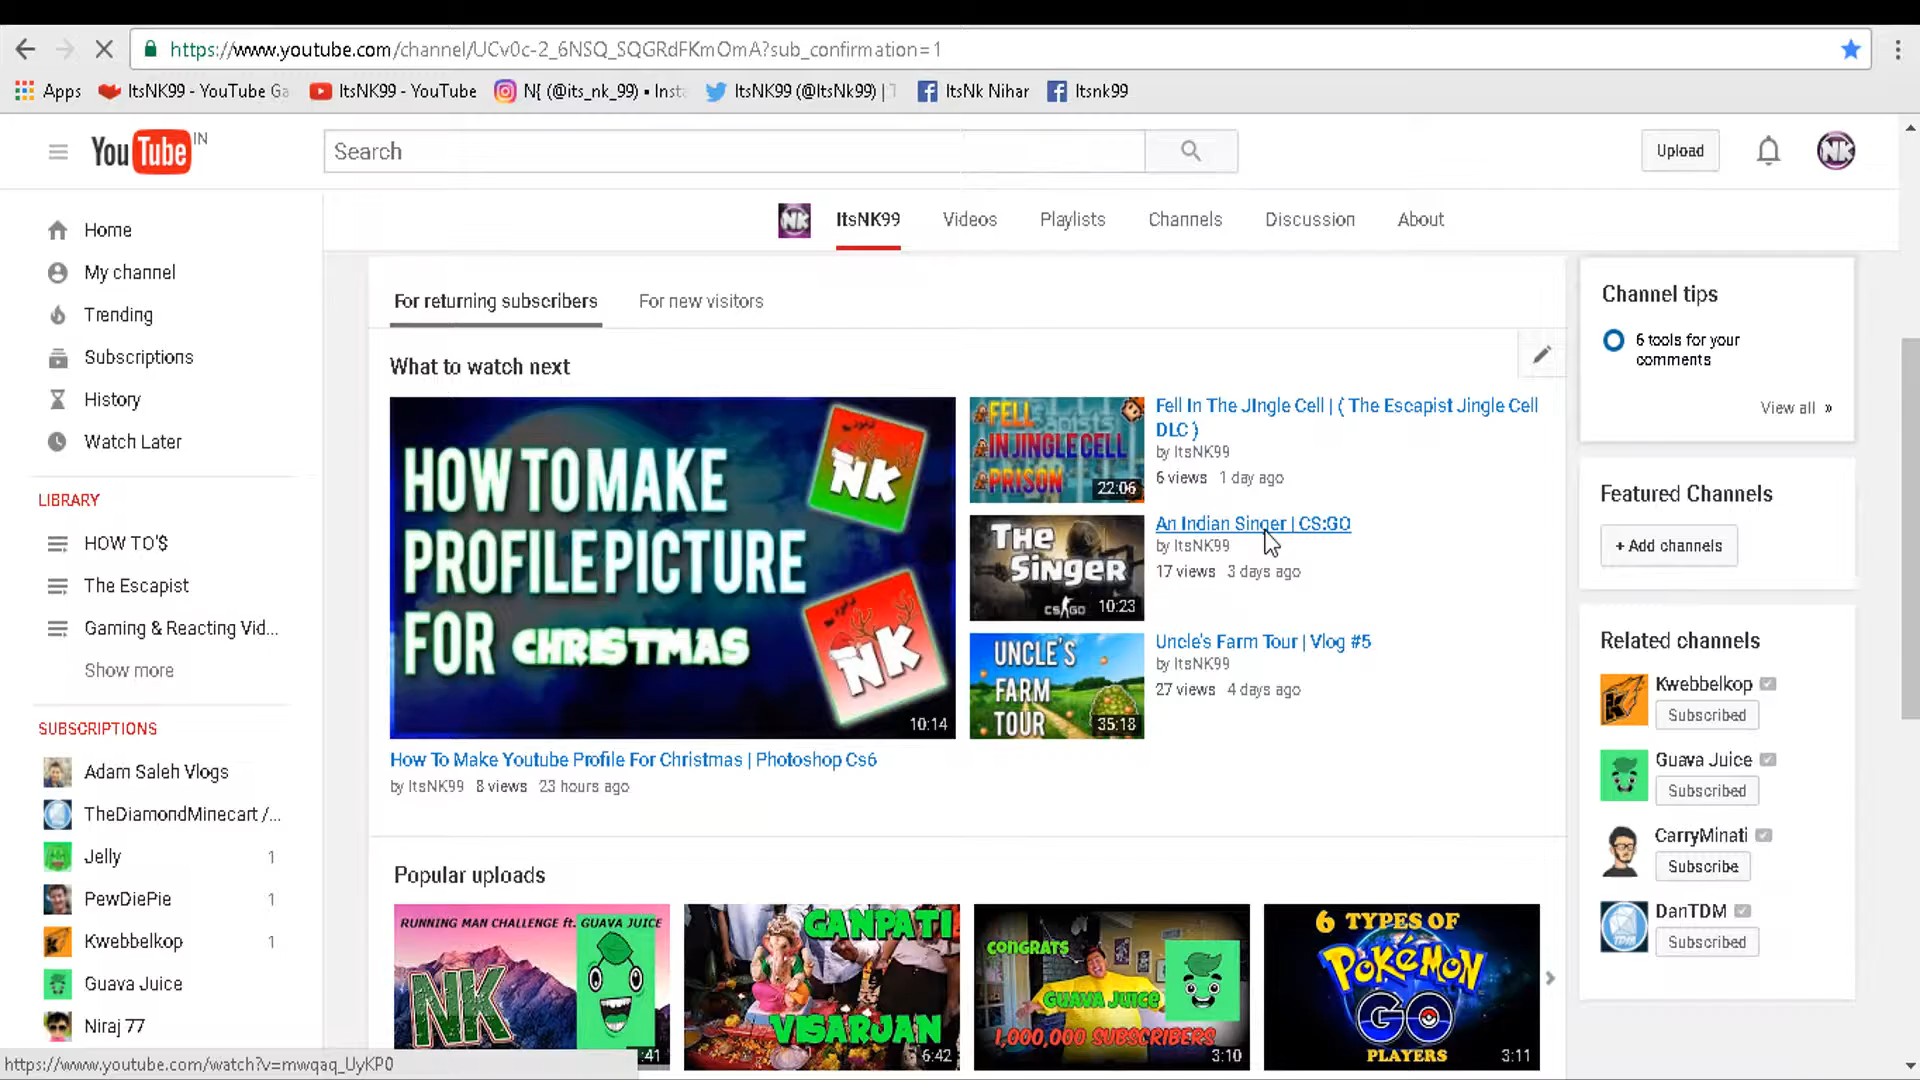 https://www.youtube.com/channel/UCv0c-2_6NSQ_SQGRdFKmOmA?sub_confirmation=1
Apps
ItsNK99 - YouTube Ga
ItsNK99 - YouTube
N{ (@its_nk_99) • Inst
ItsNK99 (@ItsNk99) |
ItsNk Nihar
Itsnk99
YouTube IN
Search
Upload
NK
NK
ItsNK99
Videos
Playlists
Channels
Discussion
About
Home
My channel
Trending
Subscriptions
History
Watch Later
LIBRARY
HOW TO'$
The Escapist
Gaming & Reacting Vid...
Show more
SUBSCRIPTIONS
Adam Saleh Vlogs
TheDiamondMinecart /...
Jelly 1
PewDiePie 1
Kwebbelkop 1
Guava Juice
Niraj 77
For returning subscribers
For new visitors
What to watch next
HOW TO MAKE
PROFILE PICTURE
FOR CHRISTMAS
NK
NK
10:14
How To Make Youtube Profile For Christmas | Photoshop Cs6
by ItsNK99 8 views 23 hours ago
FELL
IN JINGLE CELL
PRISON
22:06
Fell In The JIngle Cell | ( The Escapist Jingle Cell
DLC )
by ItsNK99
6 views 1 day ago
The
Singer
CS GO
10:23
An Indian Singer | CS:GO
by ItsNK99
17 views 3 days ago
UNCLE'S
FARM
TOUR
35:18
Uncle's Farm Tour | Vlog #5
by ItsNK99
27 views 4 days ago
Popular uploads
RUNNING MAN CHALLENGE ft. GUAVA JUICE
NK
:41
GANPATI
VISARJAN
6:42
CONGRATS
GUAVA JUICE
1,000,000 SUBSCRIBERS
3:10
6 TYPES OF
POKéMON
GO
PLAYERS
3:11
Channel tips
6 tools for your
comments
View all »
Featured Channels
+ Add channels
Related channels
Kwebbelkop
Subscribed
Guava Juice
Subscribed
CarryMinati
Subscribe
DanTDM
Subscribed
https://www.youtube.com/watch?v=mwqaq_UyKP0